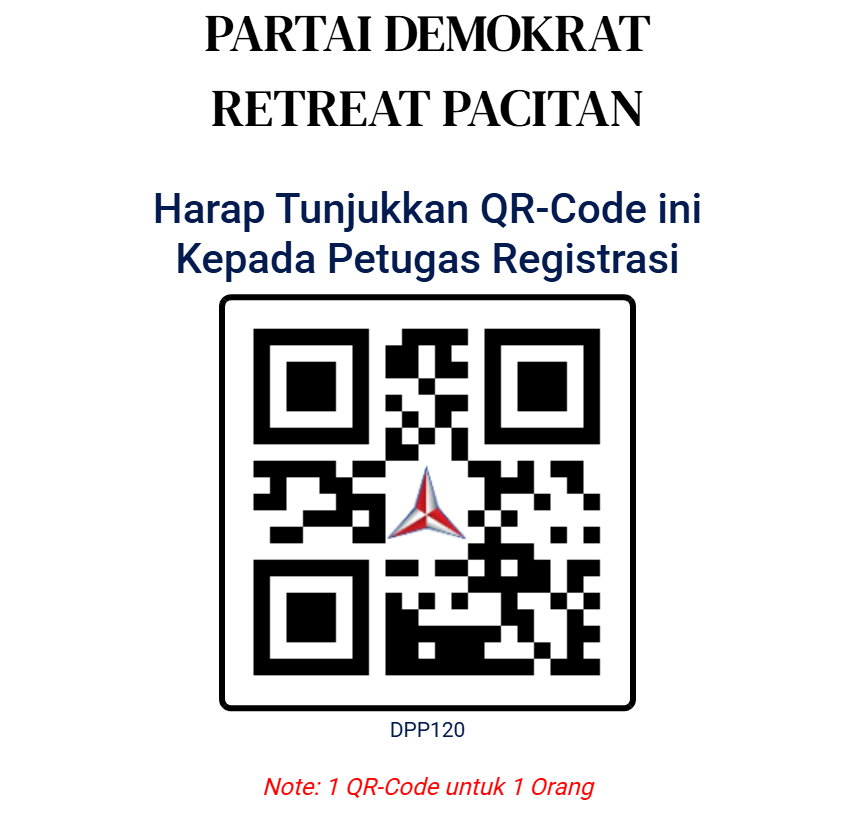 PARTAI DEMOKRAT
RETREAT PACITAN
Harap Tunjukkan QR-Code ini
Kepada Petugas Registrasi
DPP120
Note: 1 QR-Code untuk 1 Orang